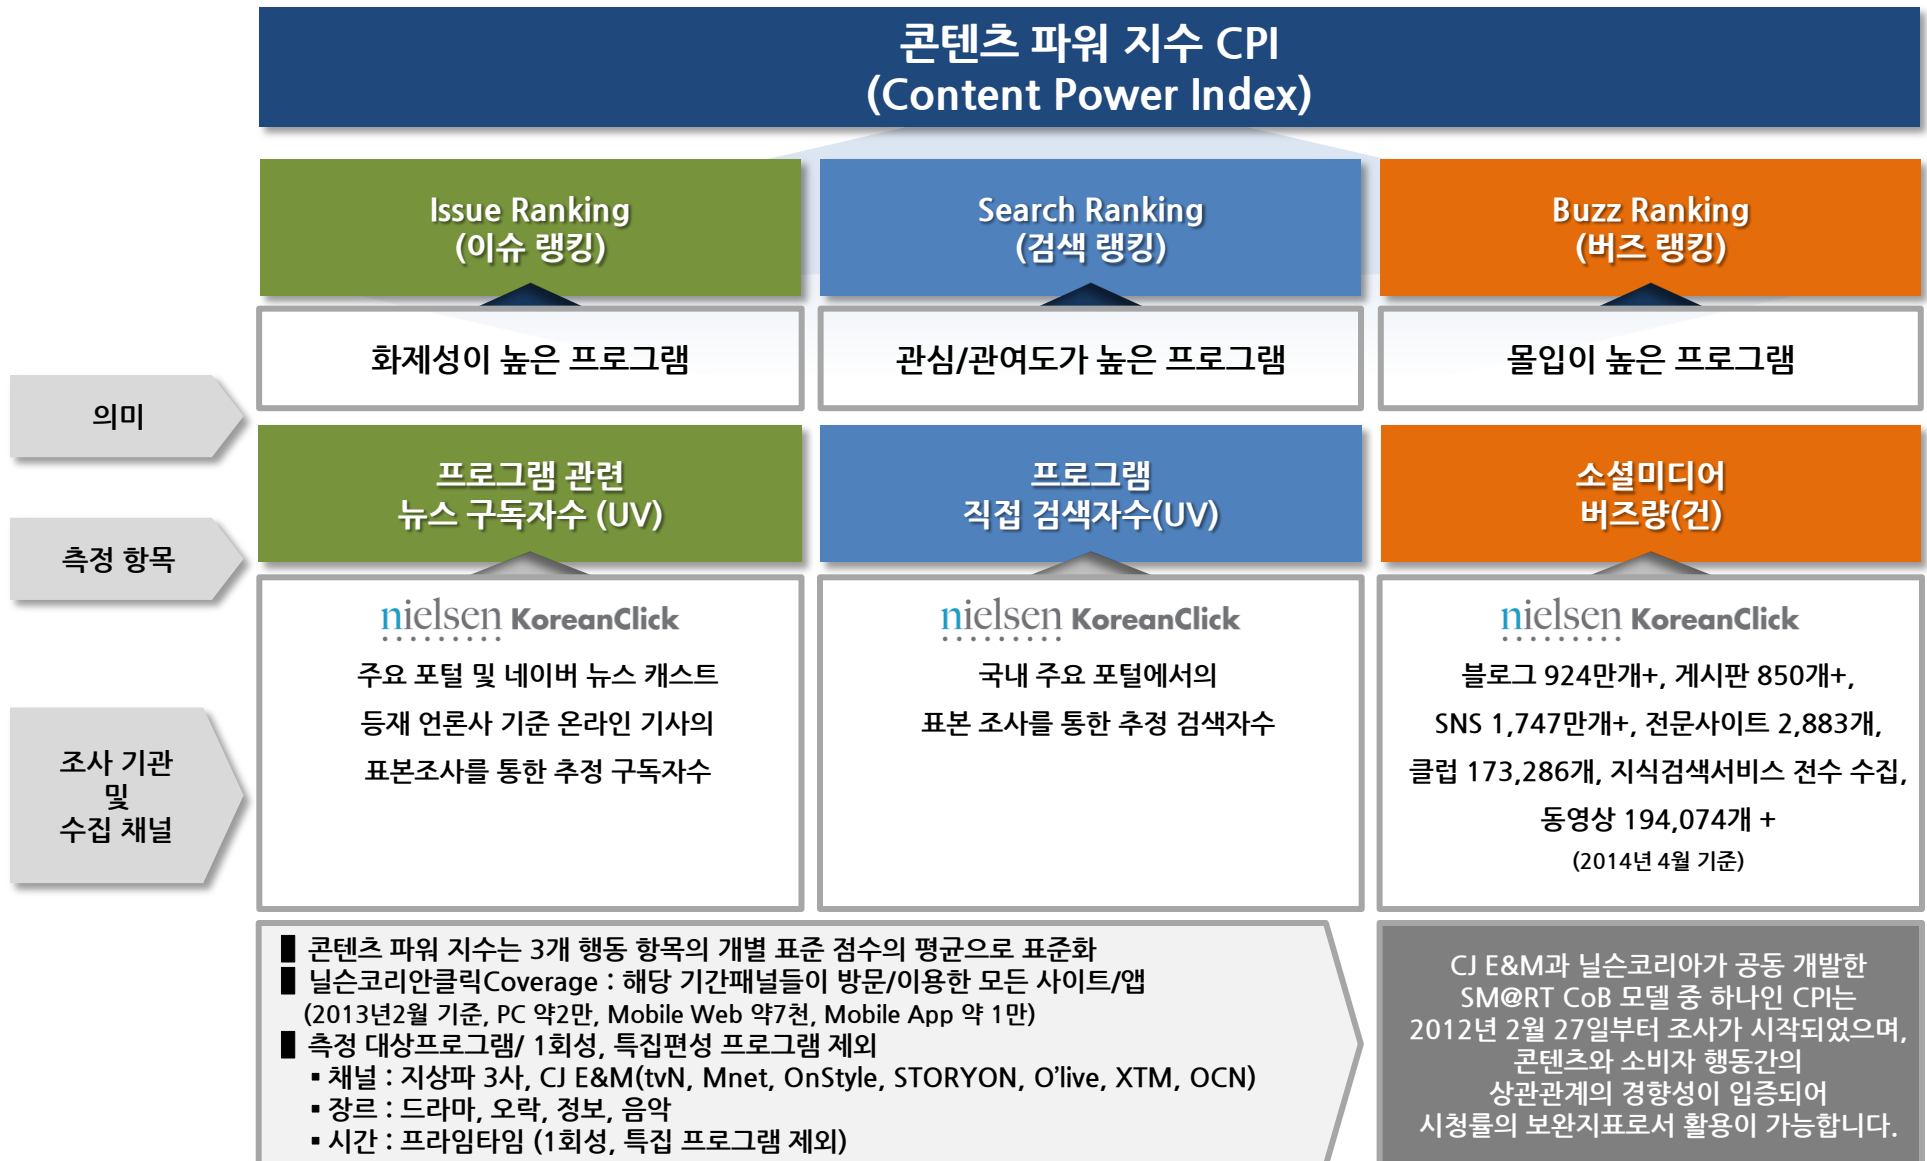 콘텐츠 파워 지수 CPI
(Content Power Index)
Issue Ranking
(이슈 랭킹)
Search Ranking
(검색 랭킹)
Buzz Ranking
(버즈 랭킹)
의미
화제성이 높은 프로그램
관심/관여도가 높은 프로그램
몰입이 높은 프로그램
측정 항목
프로그램 관련
뉴스 구독자수 (UV)
프로그램
직접 검색자수(UV)
소셜미디어
버즈량(건)
조사 기관
및
수집 채널
nielsen KoreanClick
주요 포털 및 네이버 뉴스 캐스트
등재 언론사 기준 온라인 기사의
표본조사를 통한 추정 구독자수
nielsen KoreanClick
국내 주요 포털에서의
표본 조사를 통한 추정 검색자수
nielsen KoreanClick
블로그 924만개+, 게시판 850개+,
SNS 1,747만개+, 전문사이트 2,883개,
클럽 173,286개, 지식검색서비스 전수 수집,
동영상 194,074개 +
(2014년 4월 기준)
█ 콘텐츠 파워 지수는 3개 행동 항목의 개별 표준 점수의 평균으로 표준화
█ 닐슨코리안클릭Coverage : 해당 기간패널들이 방문/이용한 모든 사이트/앱
(2013년2월 기준, PC 약2만, Mobile Web 약7천, Mobile App 약 1만)
█ 측정 대상프로그램/ 1회성, 특집편성 프로그램 제외
▪ 채널 : 지상파 3사, CJ E&M(tvN, Mnet, OnStyle, STORYON, O’live, XTM, OCN)
▪ 장르 : 드라마, 오락, 정보, 음악
▪ 시간 : 프라임타임 (1회성, 특집 프로그램 제외)
CJ E&M과 닐슨코리아가 공동 개발한
SM@RT CoB 모델 중 하나인 CPI는
2012년 2월 27일부터 조사가 시작되었으며,
콘텐츠와 소비자 행동간의
상관관계의 경향성이 입증되어
시청률의 보완지표로서 활용이 가능합니다.